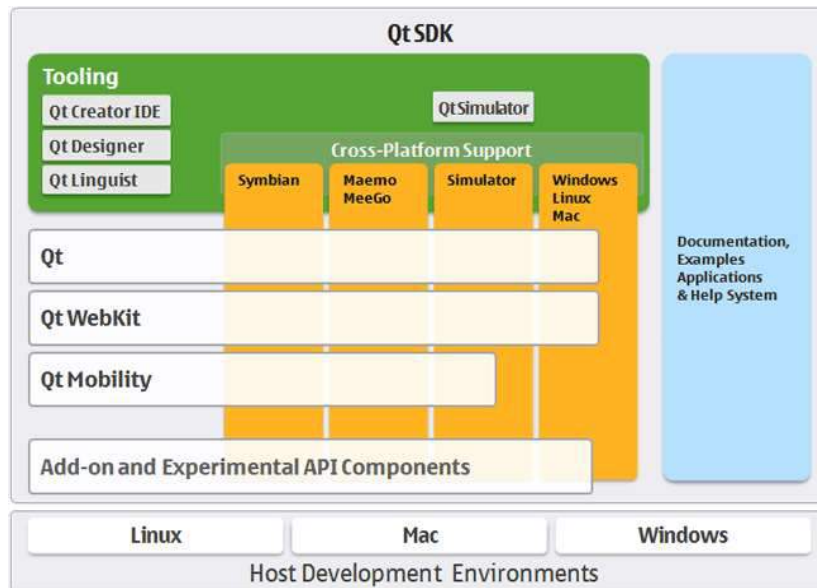 Qt SDK
Tooling
Qt Creator IDE
Qt Designer
Qt Linguist
Qt Simulator
Cross-Platform Support
Symbian
Maemo
MeeGo
Simulator
Windows
Linux
Mac
Qt
Qt WebKit
Qt Mobility
Add-on and Experimental API Components
Documentation,
Examples
Applications
& Help System
Linux
Mac
Windows
Host Development Environments